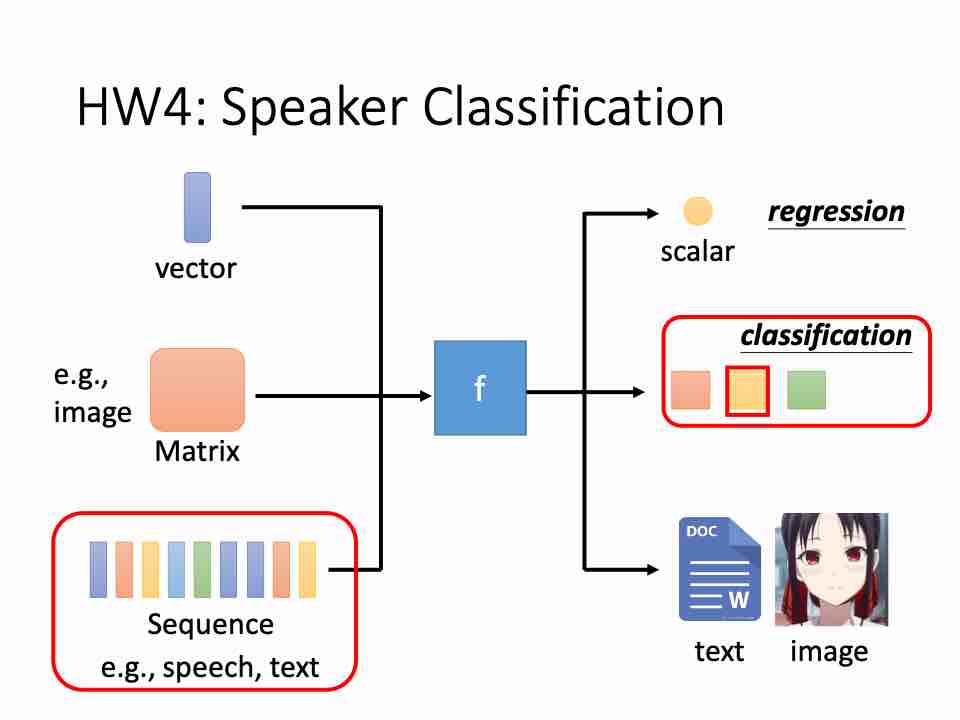 HW4: Speaker Classification
vector
e.g.,
image
Matrix
Sequence
e.g., speech, text
f
scalar
regression
classification
DOC
W
text
image